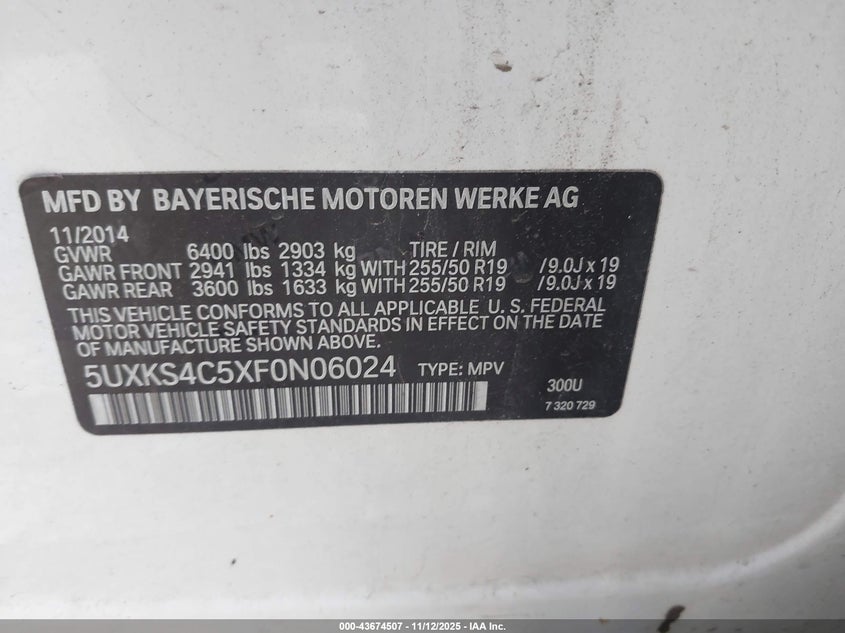 MFD BY BAYERISCHE MOTOREN WERKE AG
11/2014
GVWR 6400 lbs 2903 kg TIRE / RIM
GAWR FRONT 2941 lbs 1334 kg WITH 255/50 R19 /9.0J x 19
GAWR REAR 3600 lbs 1633 kg WITH 255/50 R19 /9.0J x 19
THIS VEHICLE CONFORMS TO ALL APPLICABLE U. S. FEDERAL
MOTOR VEHICLE SAFETY STANDARDS IN EFFECT ON THE DATE
OF MANUFACTURE SHOWN ABOVE.
5UXKS4C5XF0N06024 TYPE: MPV
300U
7 320 729
000-43674507 - 11/12/2025 - IAA Inc.